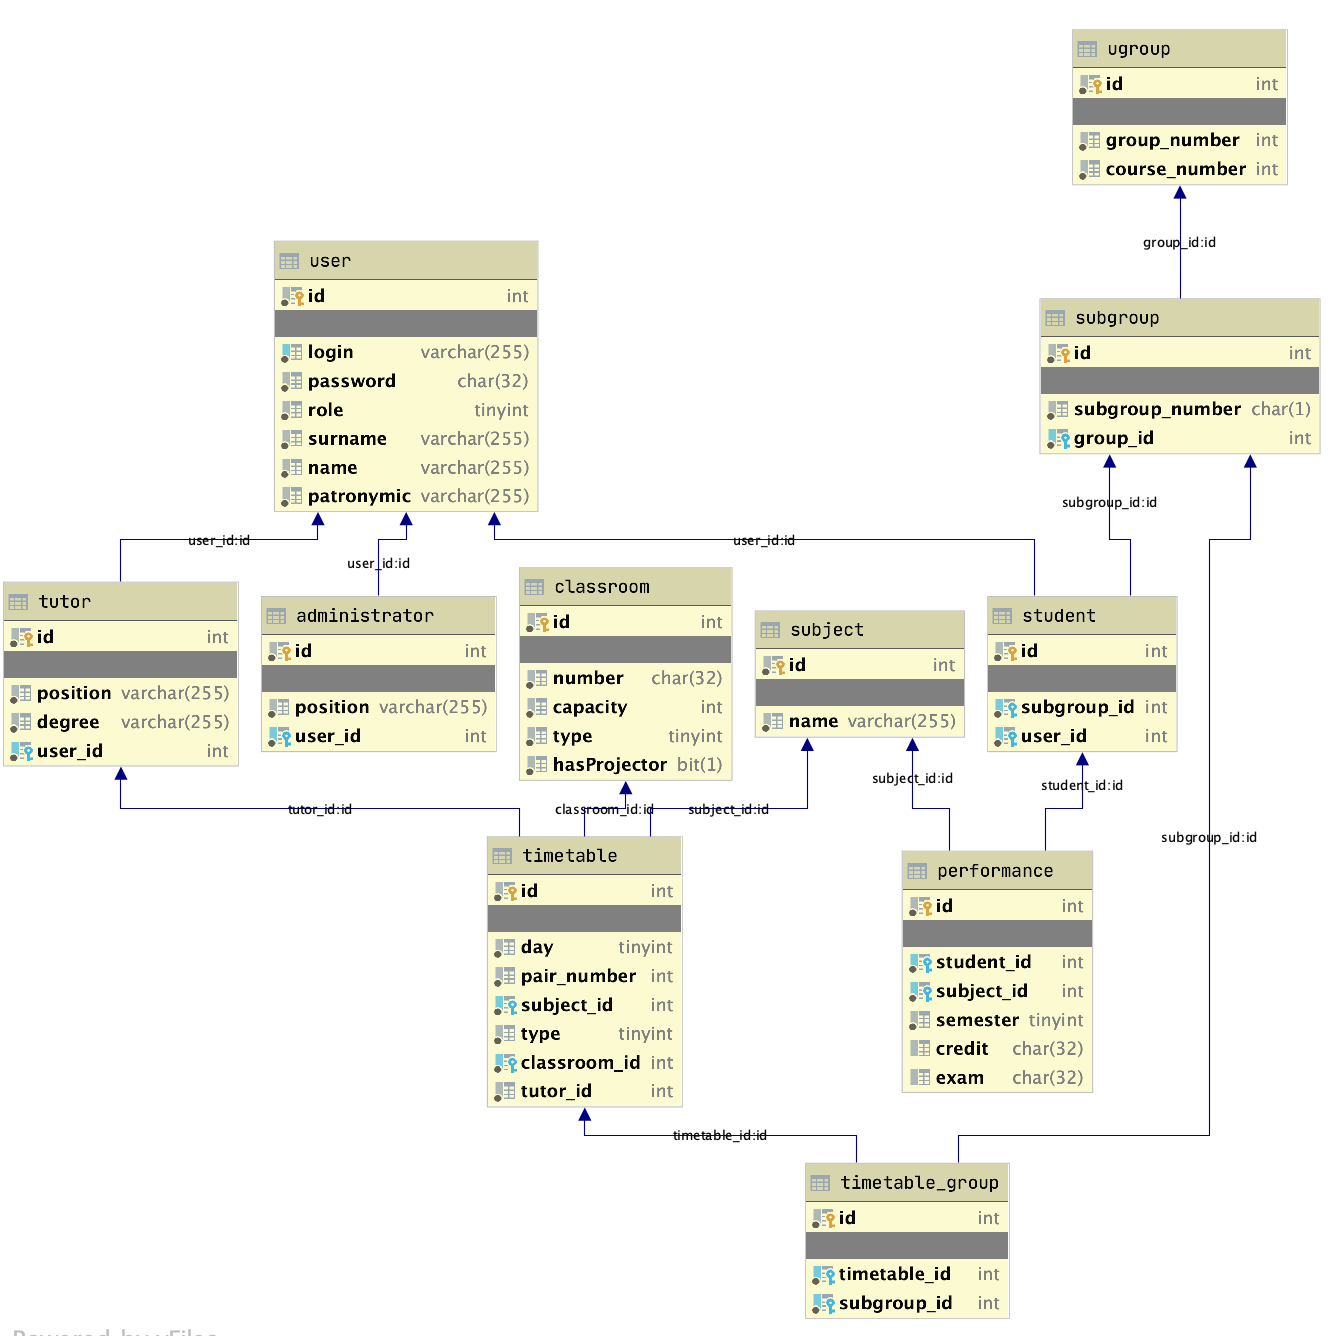 ugroup
id int
group_number int
course_number int
group_id:id
user
id int
login varchar(255)
password char(32)
role tinyint
surname varchar(255)
name varchar(255)
patronymic varchar(255)
subgroup
id int
subgroup_number char(1)
group_id int
subgroup_id:id
user_id:id
user_id:id
user_id:id
tutor
id int
position varchar(255)
degree varchar(255)
user_id int
administrator
id int
position varchar(255)
user_id int
classroom
id int
number char(32)
capacity int
type tinyint
hasProjector bit(1)
subject
id int
name varchar(255)
student
id int
subgroup_id int
user_id int
subject_id:id
student_id:id
tutor_id:id
classroom_id:id
subject_id:id
subgroup_id:id
timetable
id int
day tinyint
pair_number int
subject_id int
type tinyint
classroom_id int
tutor_id int
performance
id int
student_id int
subject_id int
semester tinyint
credit char(32)
exam char(32)
timetable_id:id
timetable_group
id int
timetable_id int
subgroup_id int
Powered by yFiles